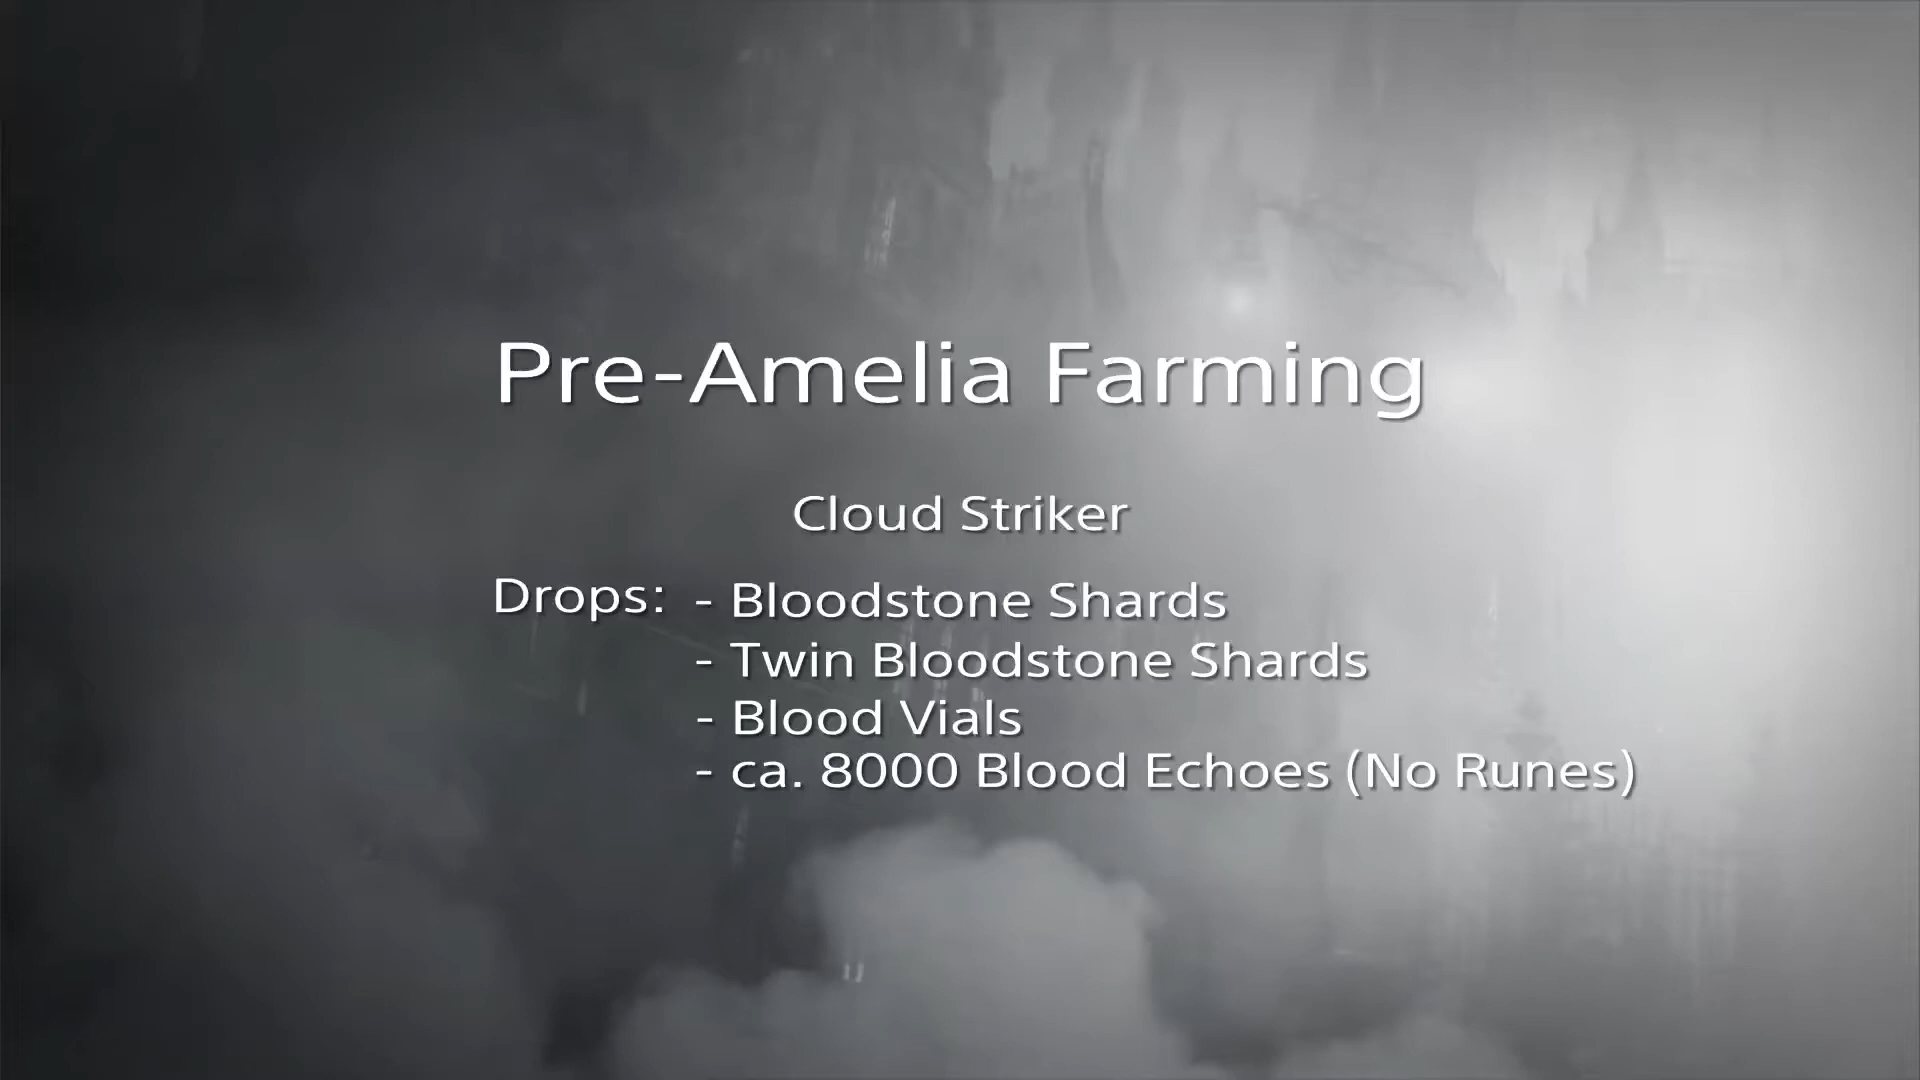 Pre-Amelia Farming
Cloud Striker
Drops: - Bloodstone Shards
- Twin Bloodstone Shards
- Blood Vials
- ca. 8000 Blood Echoes (No Runes)